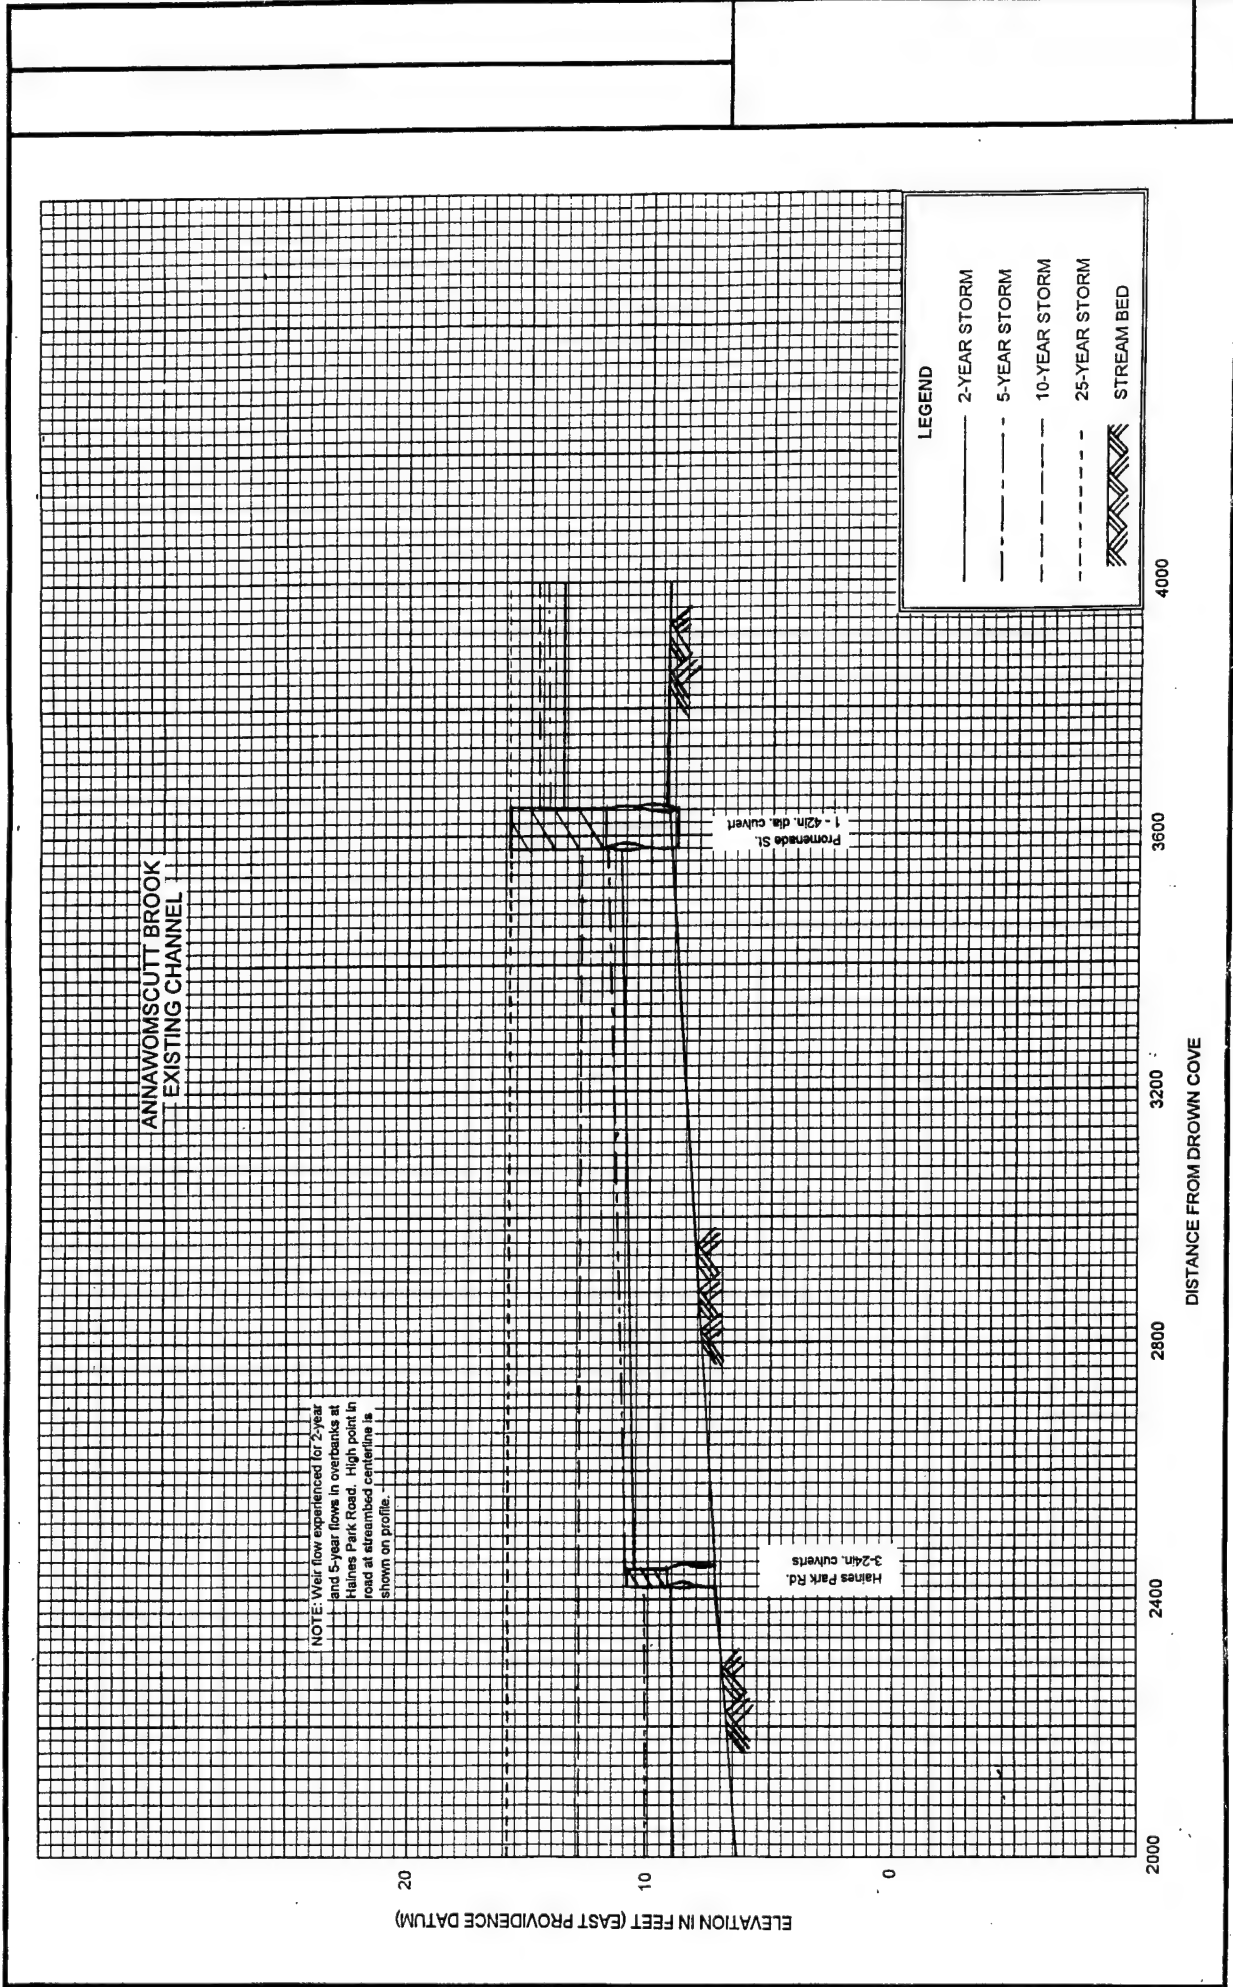 ANNAWOMSCUTT BROOK
EXISTING CHANNEL
NOTE: Weir flow experienced for 2-year
and 5-year flows in overbanks at
Haines Park Road. High point in
road at streambed centerline is
shown on profile.
ELEVATION IN FEET (EAST PROVIDENCE DATUM)
20
10
0
Haines Park Rd.
3-24in. culverts
Promenade St.
1 - 42in. dia. culvert
LEGEND
2-YEAR STORM
5-YEAR STORM
10-YEAR STORM
25-YEAR STORM
STREAM BED
2000
2400
2800
3200
3600
4000
DISTANCE FROM DROWN COVE